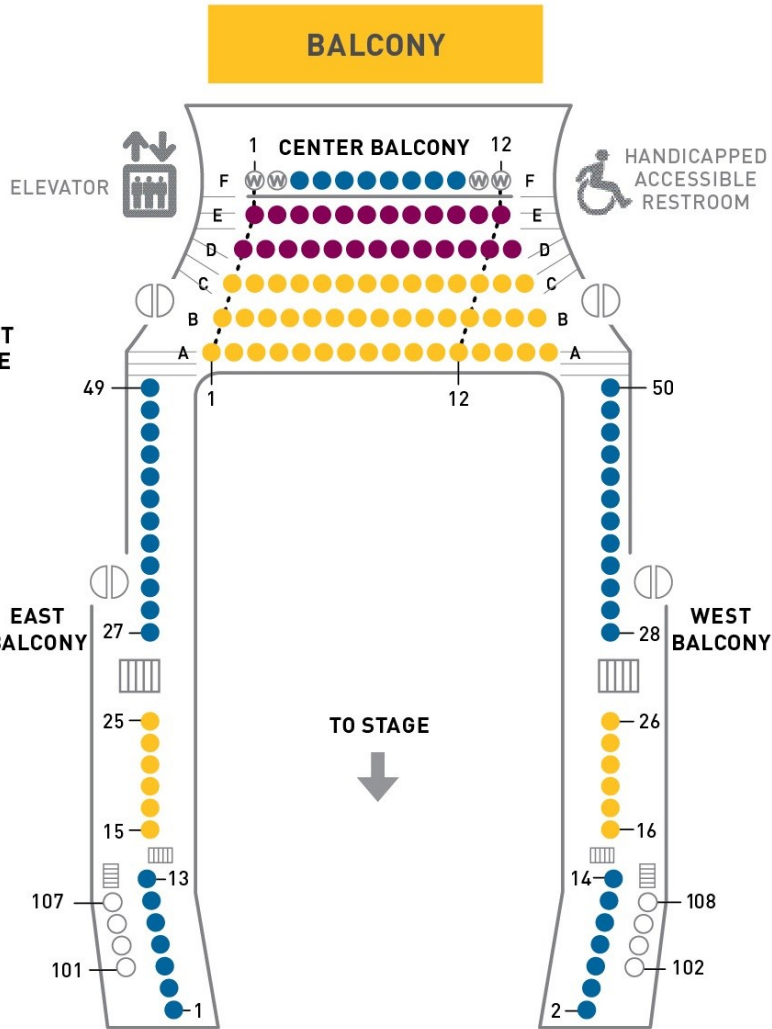 BALCONY
1 CENTER BALCONY 12
ELEVATOR
HANDICAPPED
ACCESSIBLE
RESTROOM
F W W W W F
E E
D D
C C
B B
A A
T
E
1 12
49 50
EAST
BALCONY
WEST
BALCONY
27 28
25 26
TO STAGE
15 16
13 14
107 108
101 102
1 2